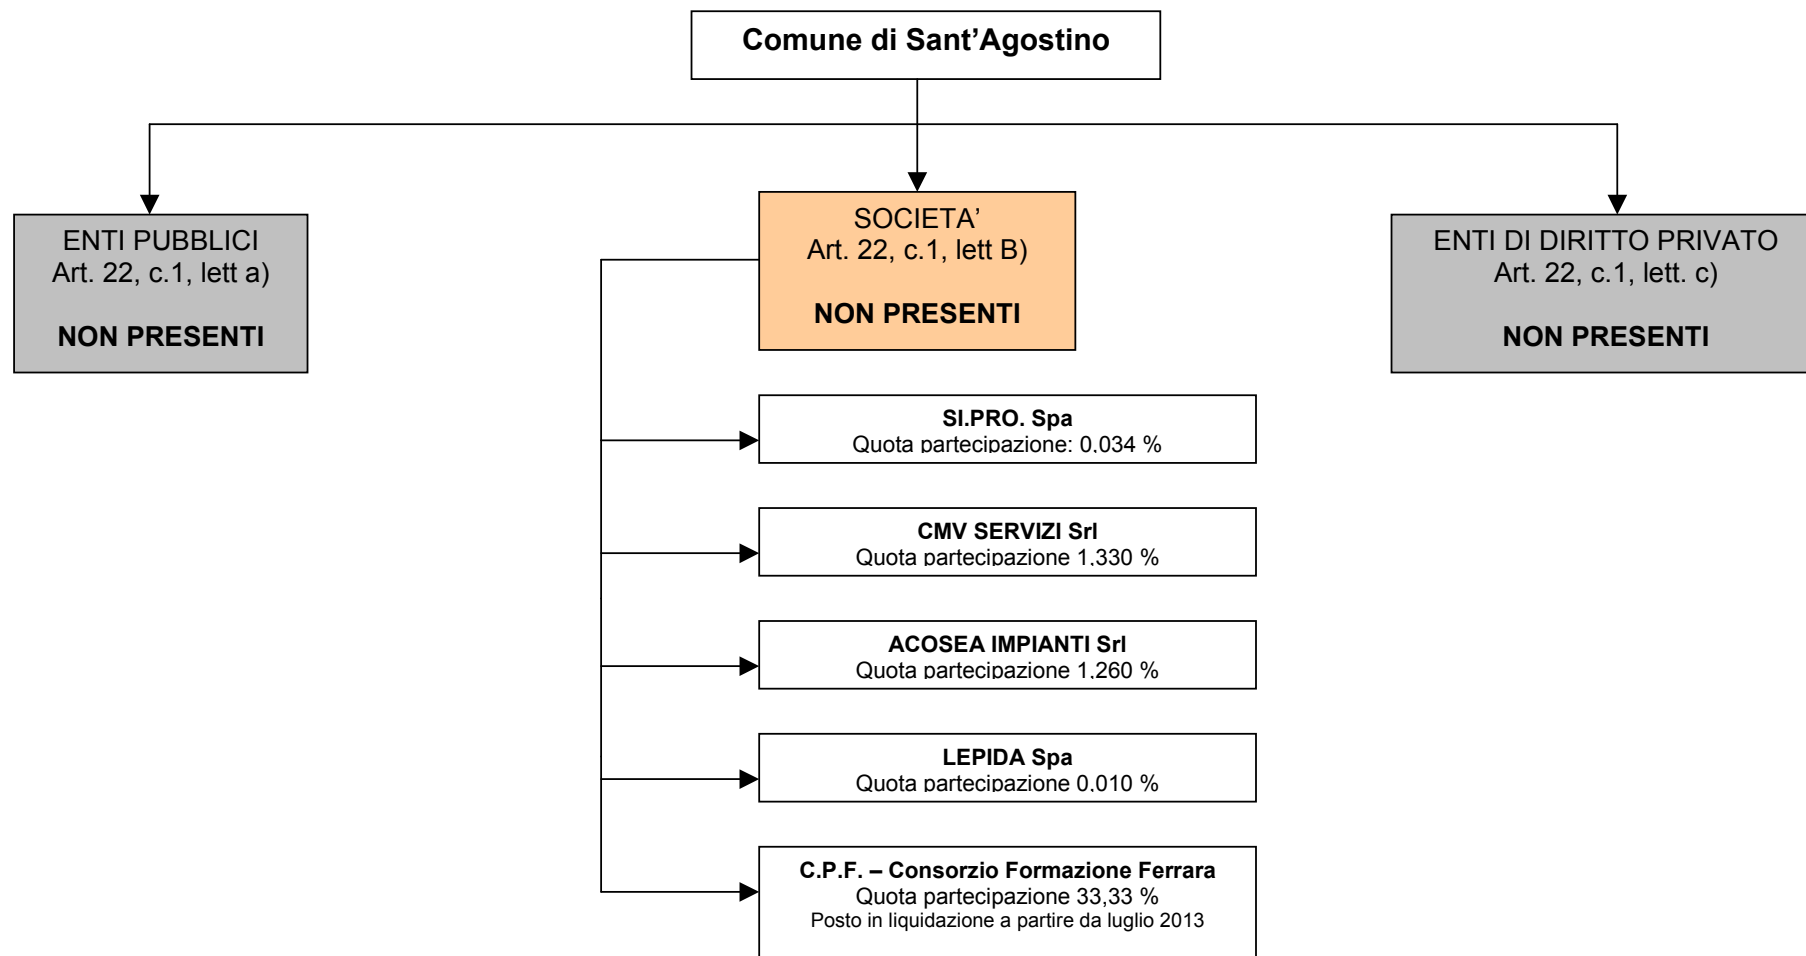 Comune di Sant’Agostino
ENTI PUBBLICI
Art. 22, c.1, lett a)
NON PRESENTI
SOCIETA’
Art. 22, c.1, lett B)
NON PRESENTI
ENTI DI DIRITTO PRIVATO
Art. 22, c.1, lett. c)
NON PRESENTI
SI.PRO. Spa
Quota partecipazione: 0,034 %
CMV SERVIZI Srl
Quota partecipazione 1,330 %
ACOSEA IMPIANTI Srl
Quota partecipazione 1,260 %
LEPIDA Spa
Quota partecipazione 0,010 %
C.P.F. – Consorzio Formazione Ferrara
Quota partecipazione 33,33 %
Posto in liquidazione a partire da luglio 2013